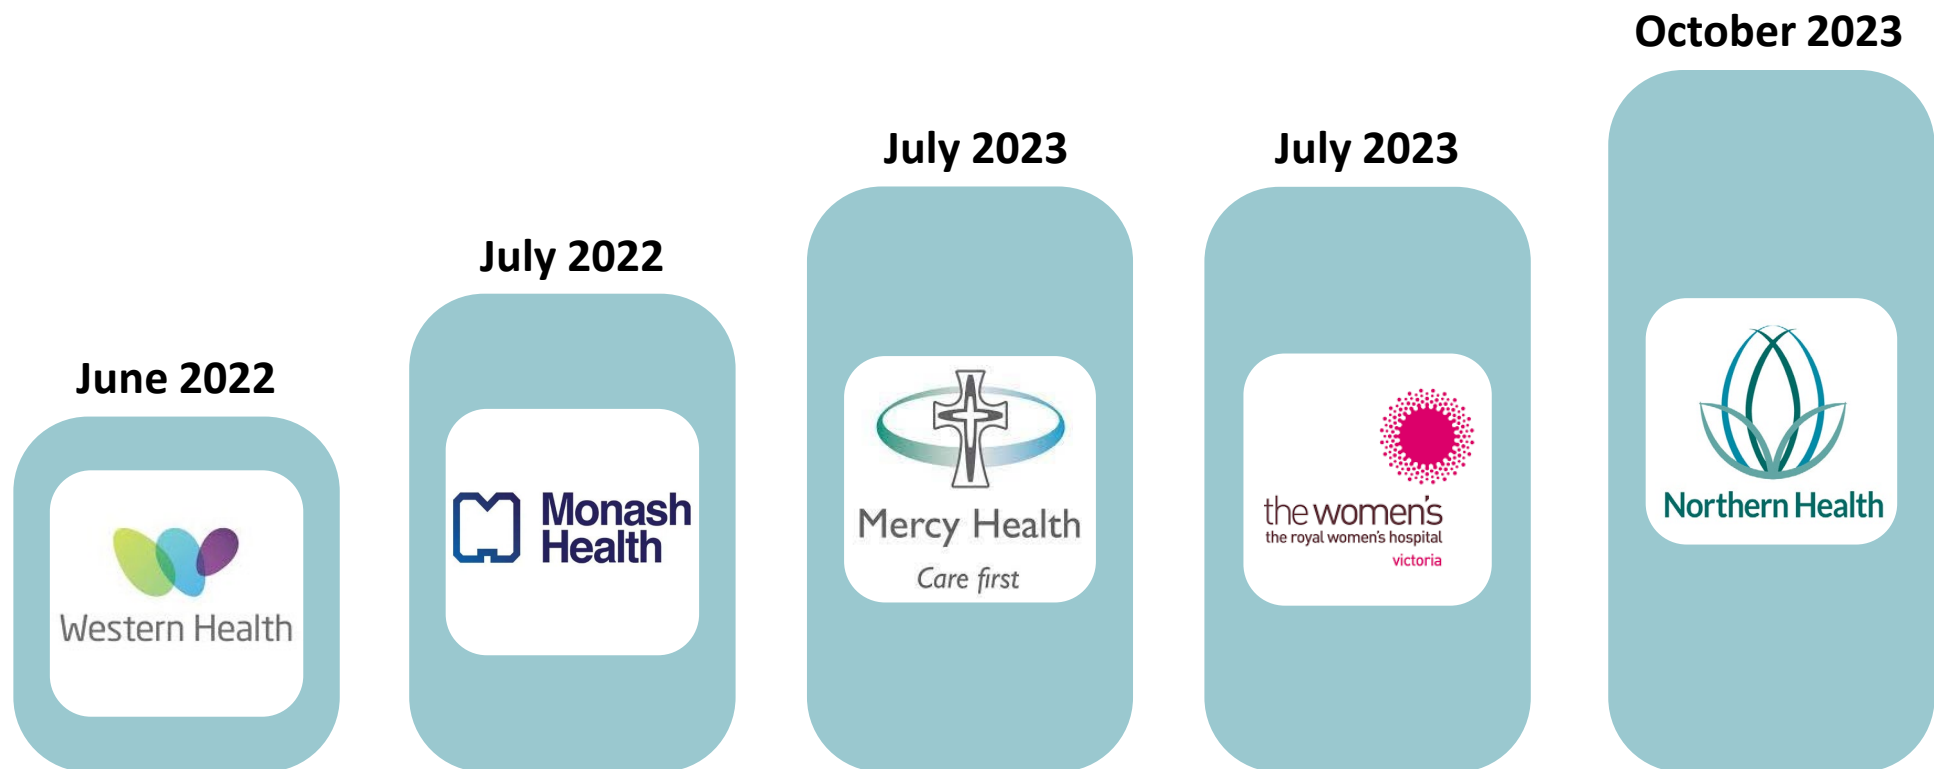 June 2022
Western Health
July 2022
Monash
Health
July 2023
Mercy Health
Care first
July 2023
the women's
the royal women's hospital
victoria
October 2023
Northern Health